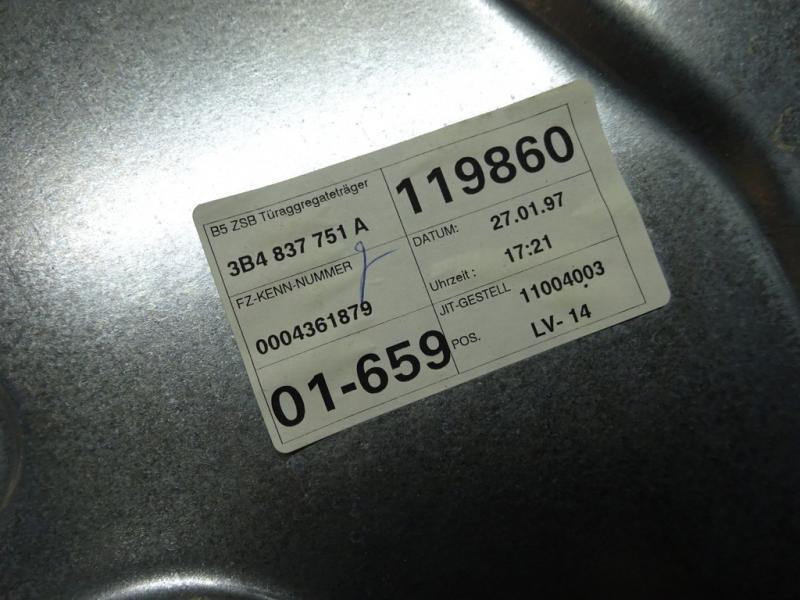 B5 ZSB Türaggregateträger
3B4 837 751 A
119860
FZ-KENN-NUMMER
0004361879
DATUM: 27.01.97
Uhrzeit : 17:21
01-659
JIT-GESTELL 11004003
POS. LV- 14